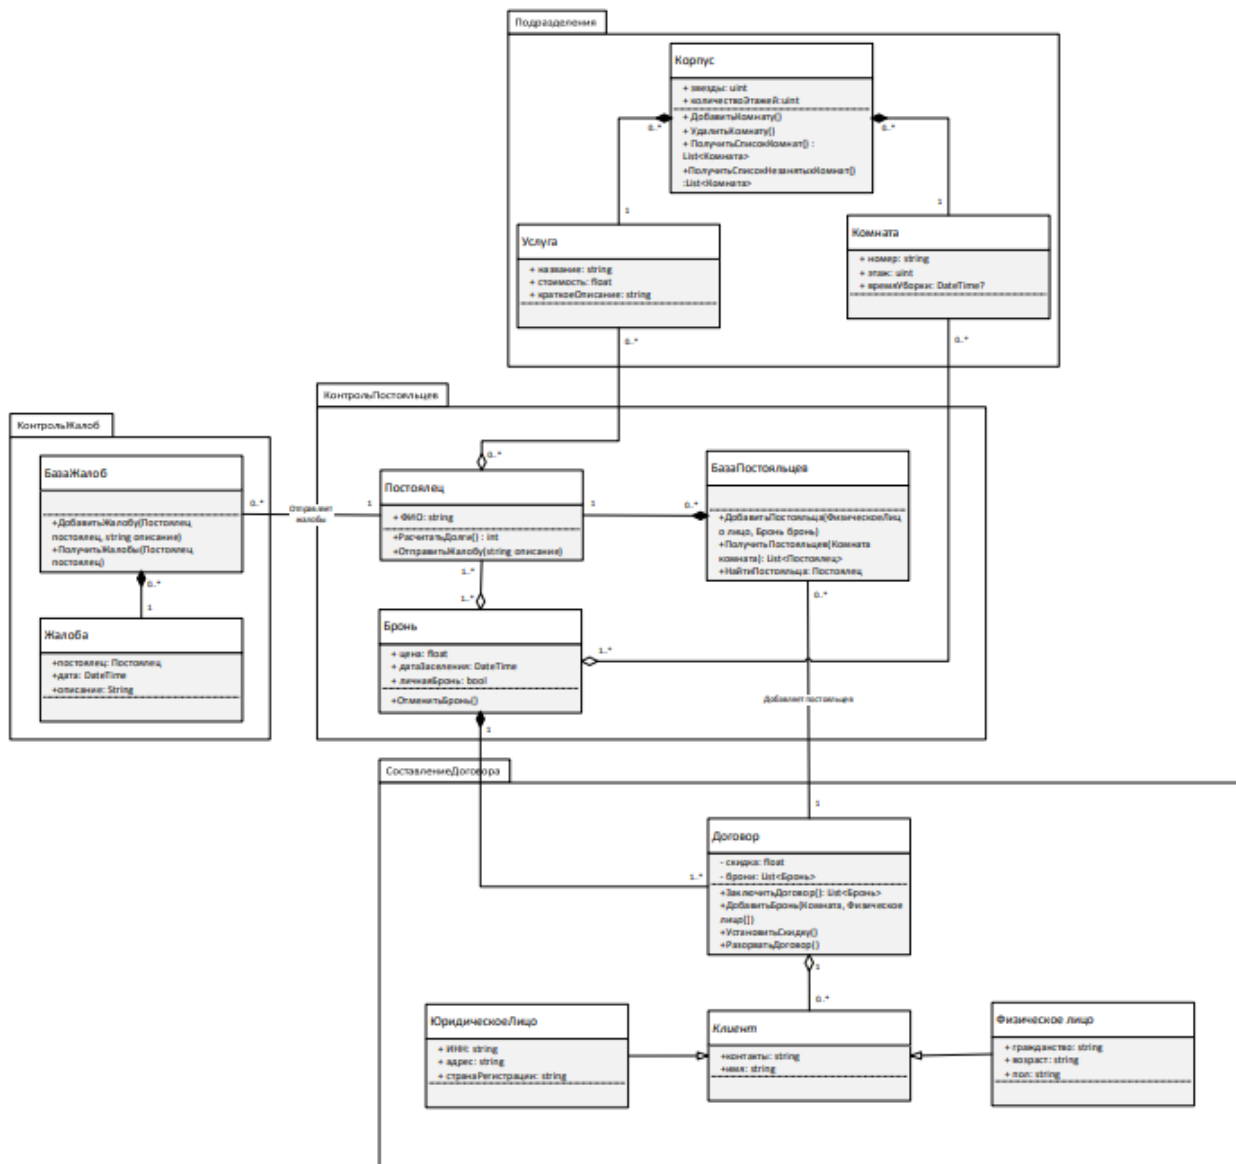 Подразделения
Корпус
+ звезды: uint
+ количествоЭтажей:uint
+ ДобавитьКомнату()
+ УдалитьКомнату()
+ ПолучитьСписокКомнат() :
List<Комната>
+ПолучитьСписокНезанятыхКомнат()
:List<Комната>
0..*
0..*
1
1
Услуга
+ название: string
+ стоимость: float
+ краткоеОписание: string
Комната
+ номер: string
+ этаж: uint
+ времяУборки: DateTime?
0..*
0..*
КонтрольПостояльцев
КонтрольЖалоб
БазаЖалоб
+ДобавитьЖалобу(Постоялец
постоялец, string описание)
+ПолучитьЖалобы(Постоялец
постоялец)
0..*
Отправляет
жалобы
1
0..*
1
Жалоба
+постоялец: Постоялец
+дата: DateTime
+описание: String
0..*
Постоялец
+ ФИО: string
+РасчитатьДолги() : int
+ОтправитьЖалобу(string описание)
1
0..*
БазаПостояльцев
+ДобавитьПостояльца(ФизическоеЛиц
о лицо, Бронь бронь)
+ПолучитьПостояльцев(Комната
комната): List<Постоялец>
+НайтиПостояльца: Постоялец
0..*
1..*
1..*
Бронь
+ цена: float
+ датаЗаселения: DateTime
+ личнаяБронь: bool
+ОтменитьБронь()
1..*
1
Добавляет постояльцев
СоставлениеДоговора
1
1..*
Договор
- скидка: float
- брони: List<Бронь>
+ЗаключитьДоговор(): List<Бронь>
+ДобавитьБронь(Комната, Физическое
лицо[])
+УстановитьСкидку()
+РазорватьДоговор()
1
0..*
ЮридическоеЛицо
+ ИНН: string
+ адрес: string
+ странаРегистрации: string
Клиент
+контакты: string
+имя: string
Физическое лицо
+ гражданство: string
+ возраст: string
+ пол: string